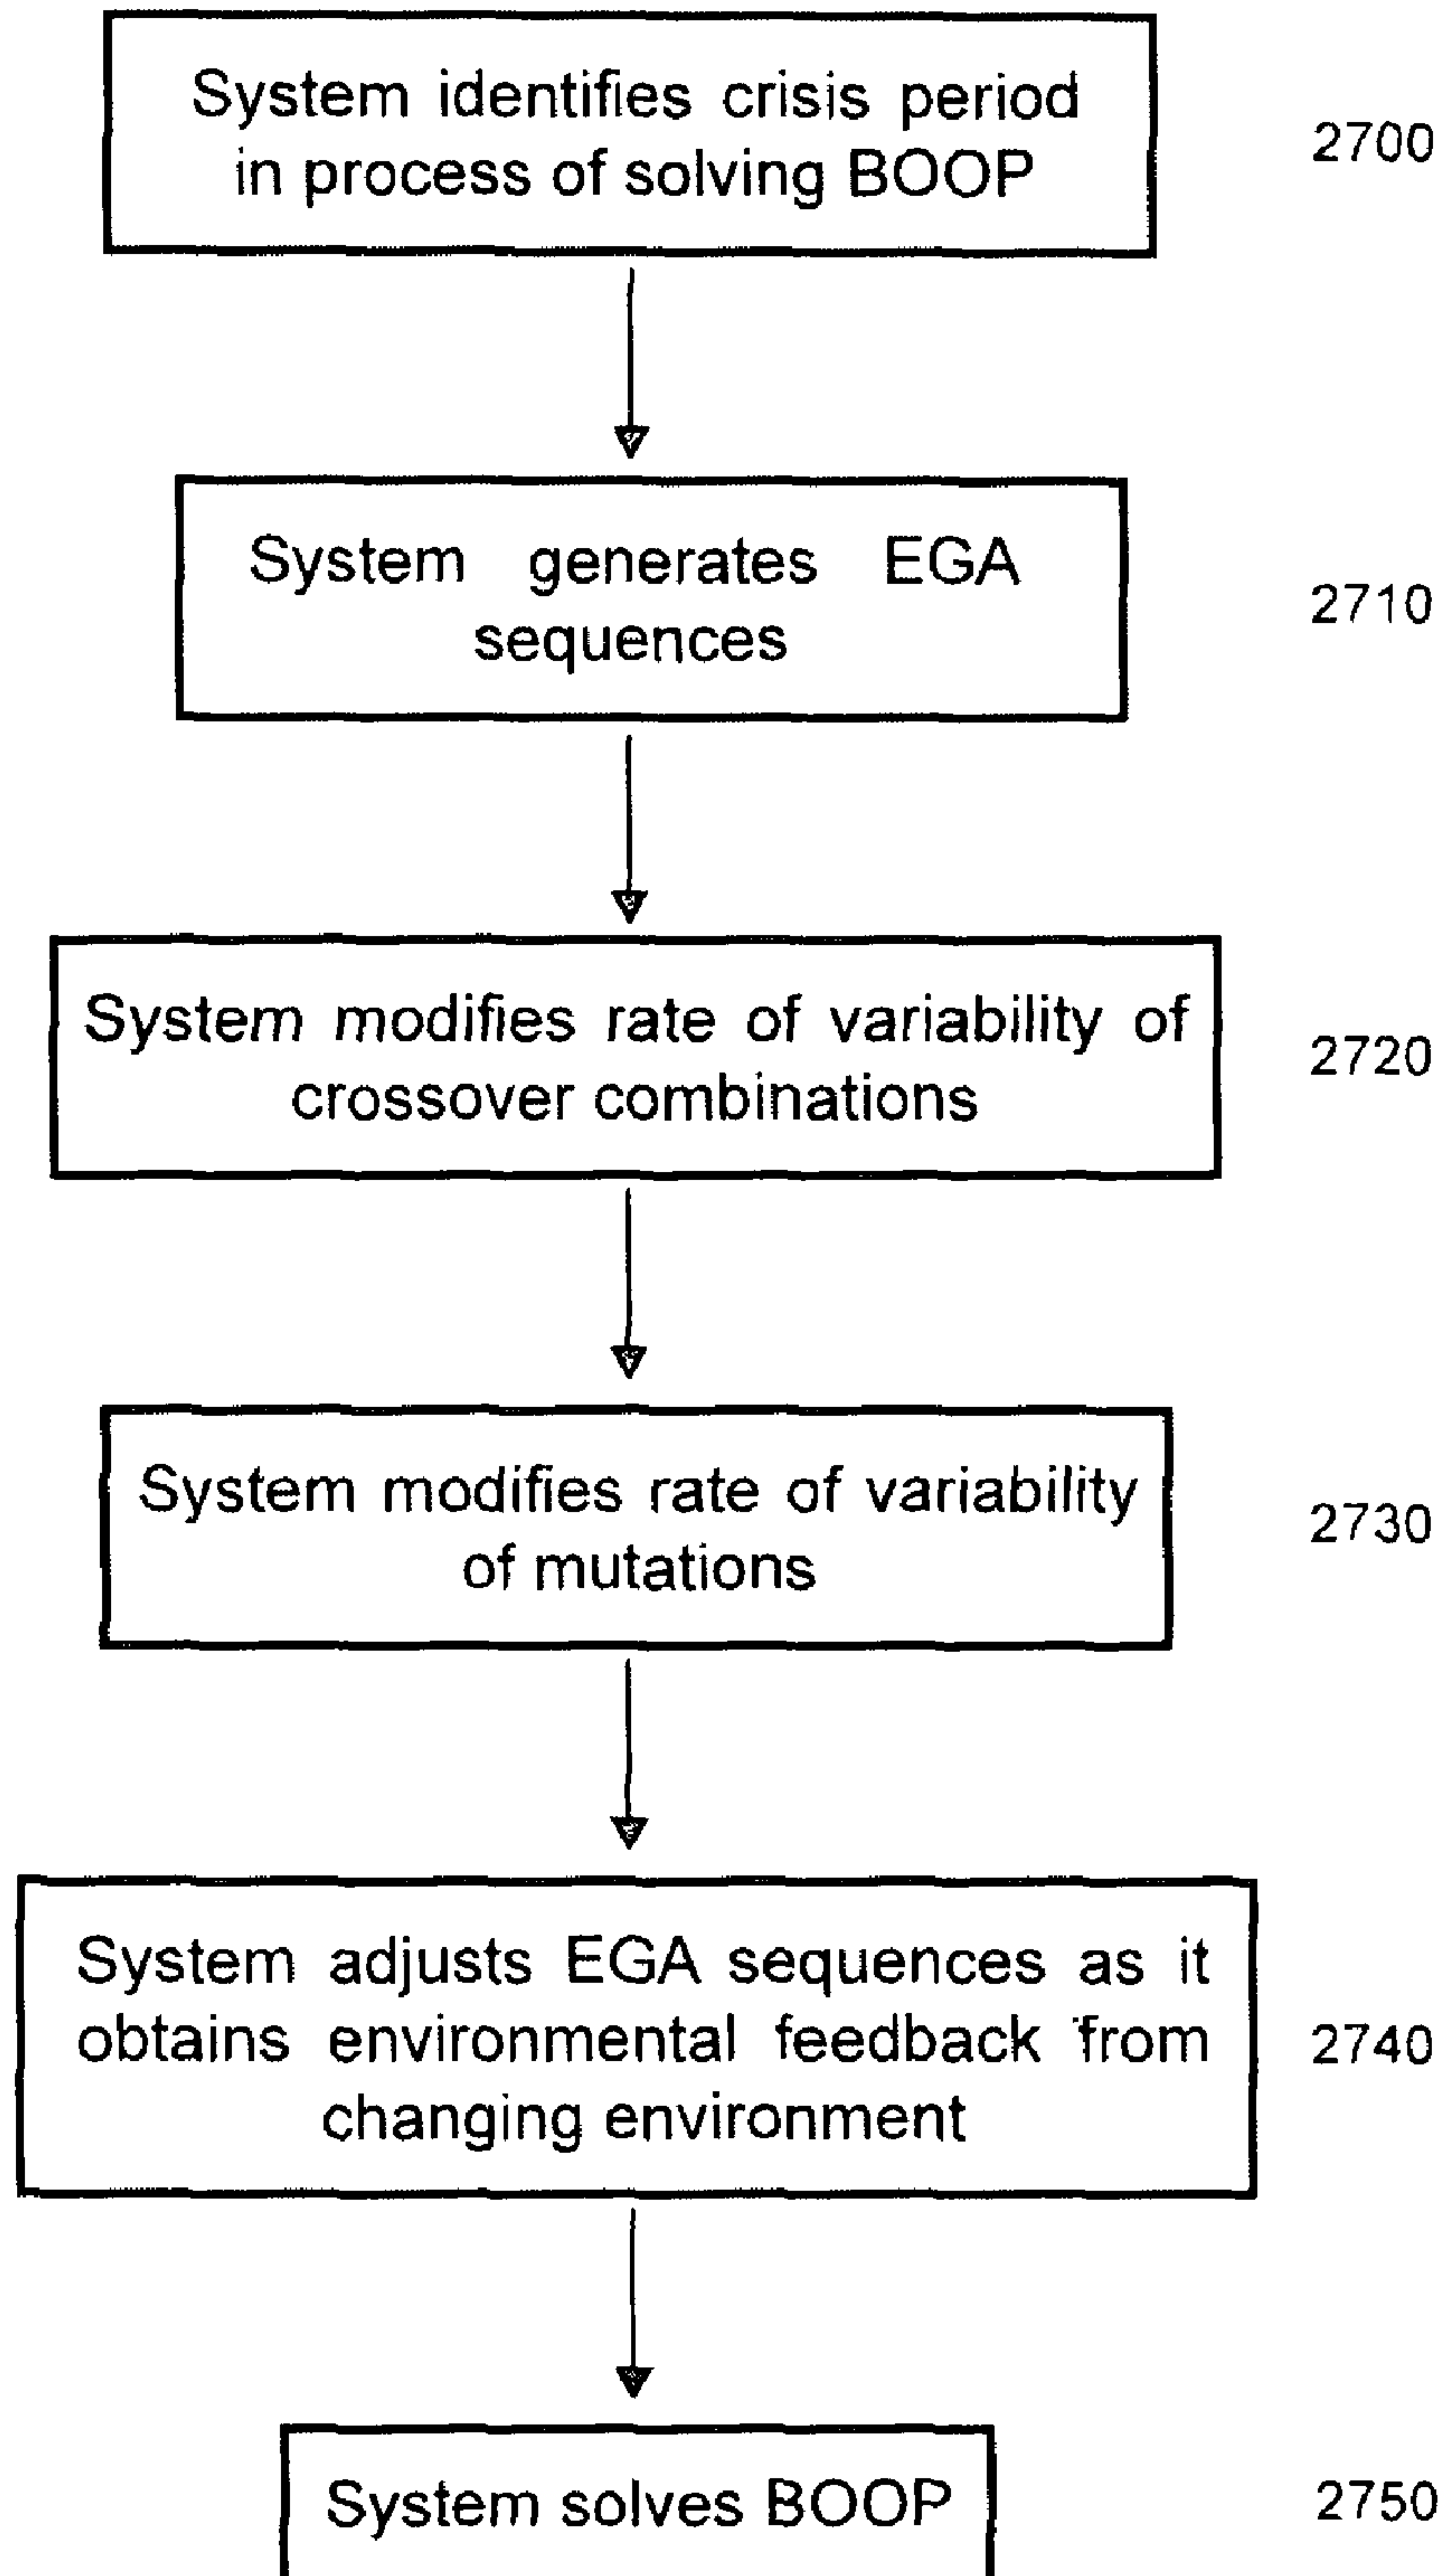 System identifies crisis period
in process of solving BOOP
2700
System generates EGA
sequences
2710
System modifies rate of variability of
crossover combinations
2720
System modifies rate of variability
of mutations
2730
System adjusts EGA sequences as it
obtains environmental feedback from
changing environment
2740
System solves BOOP
2750